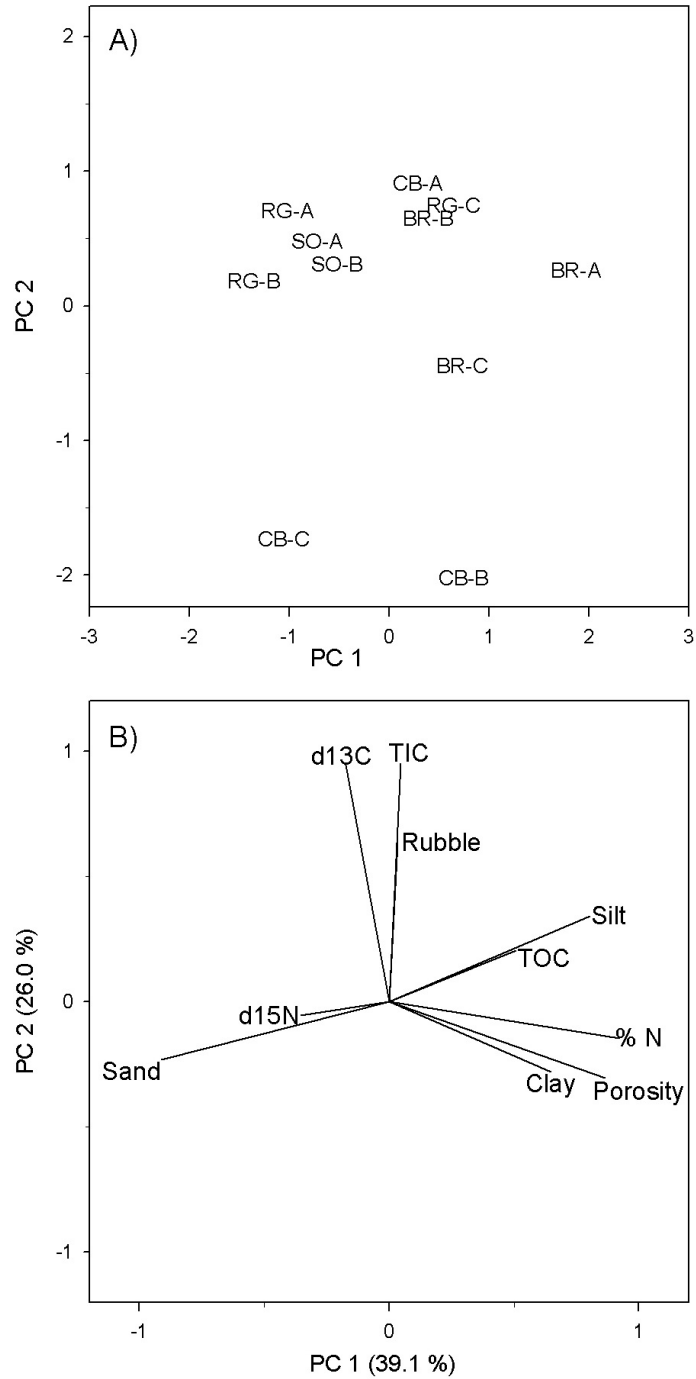 A)
2
1
0
-1
-2
PC 2
CB-A
RG-C
RG-A
BR-B
SO-A
SO-B
BR-A
RG-B
BR-C
CB-C
CB-B
-3 -2 -1 0 1 2 3
PC 1
B)
1
0
-1
PC 2 (26.0 %)
d13C TIC
Rubble
Silt
TOC
d15N
% N
Sand
Clay
Porosity
-1 0 1
PC 1 (39.1 %)